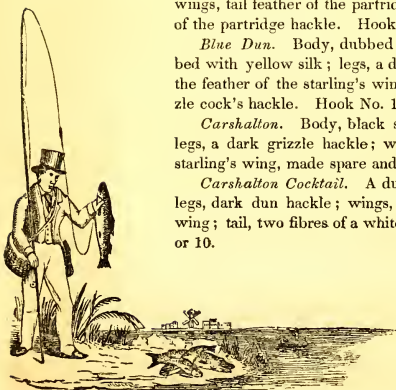 wings, tail feather of the partrid
of the partridge hackle. Hook
Blue Dun. Body, dubbed
bed with yellow silk; legs, a d
the feather of the starling's win
zle cock's hackle. Hook No. 1
Carshalton. Body, black s
legs, a dark grizzle hackle; w
starling's wing, made spare and
Carshalton Cocktail. A du
legs, dark dun hackle; wings,
wing; tail, two fibres of a white
or 10.